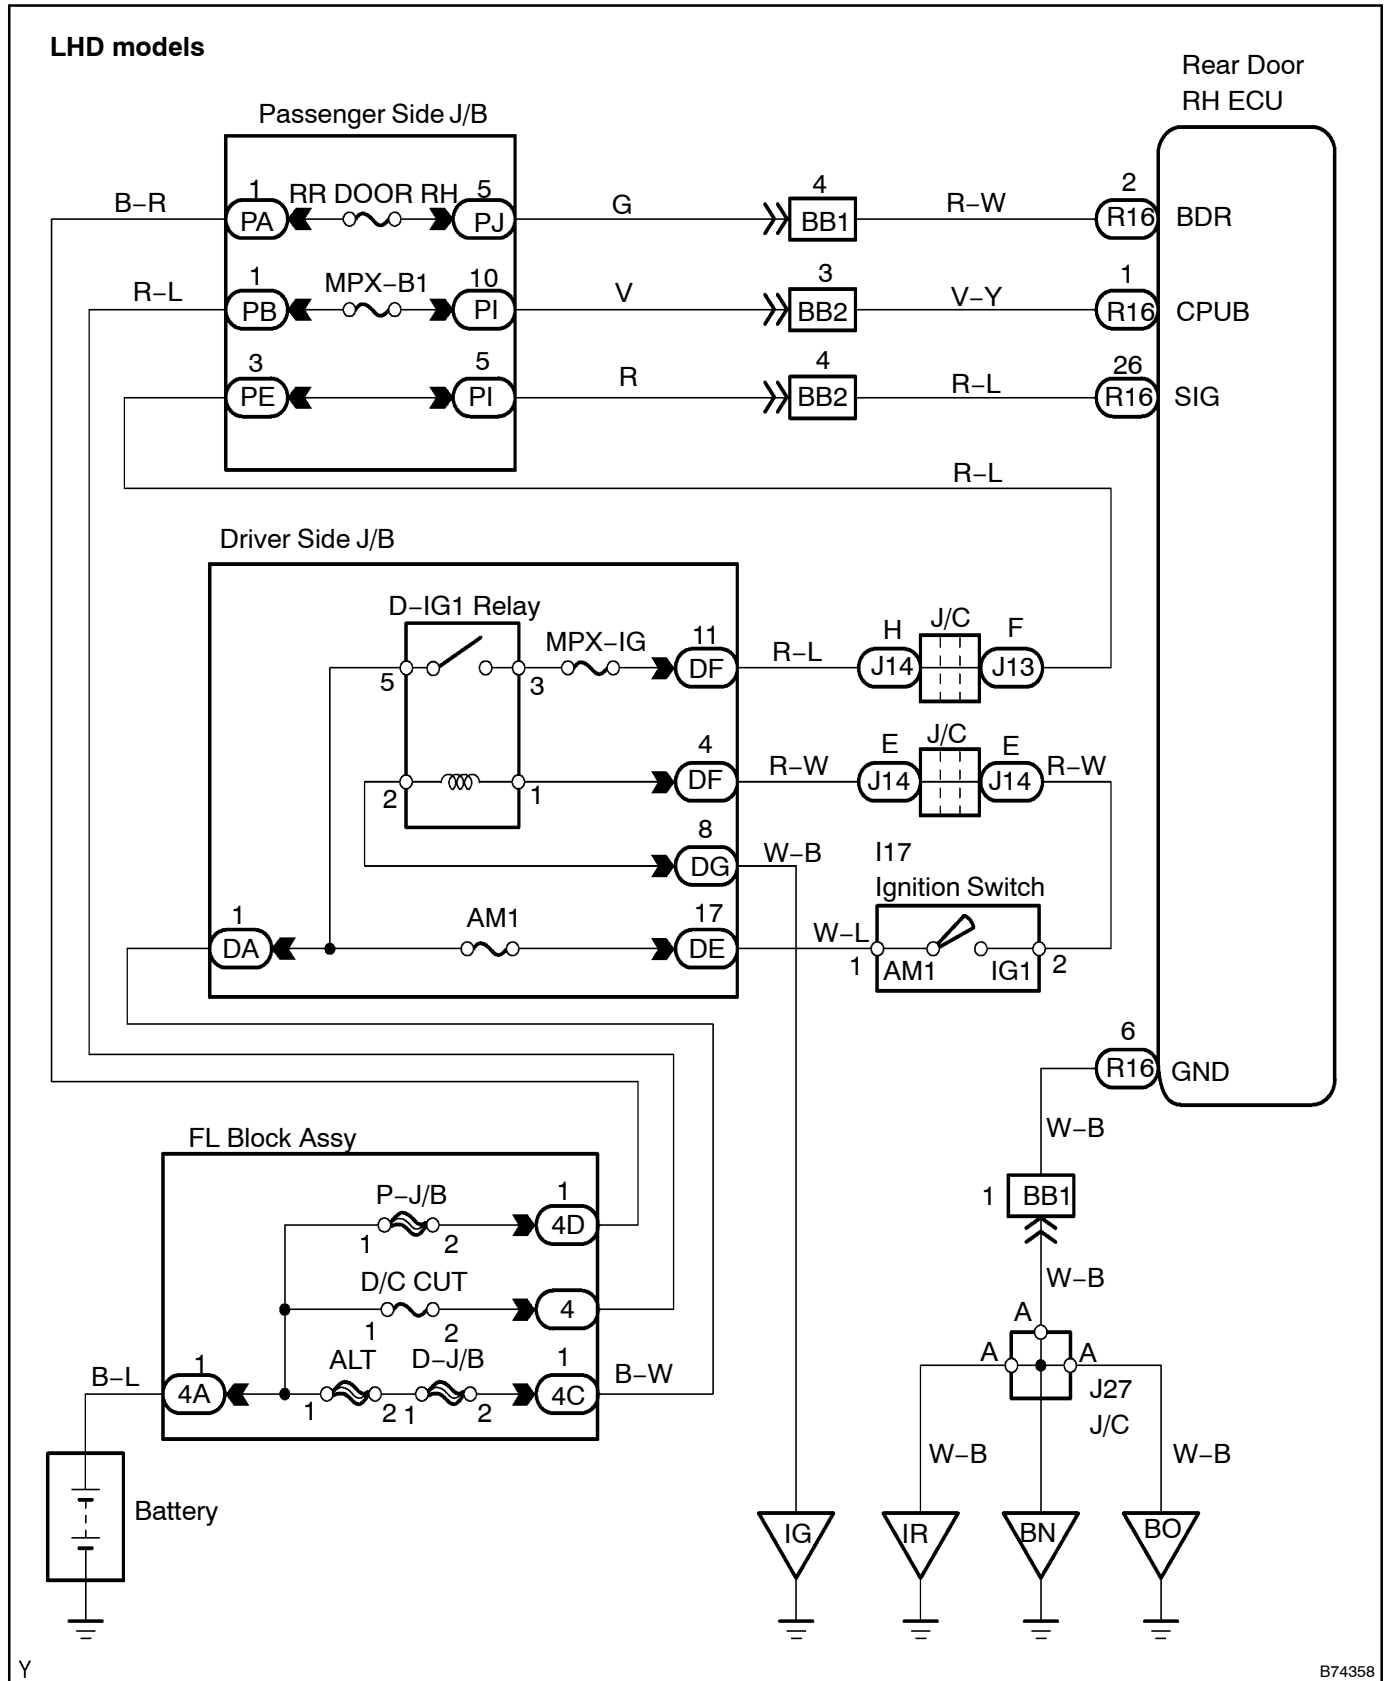 LHD models
Rear Door
RH ECU
Passenger Side J/B
B–R
1
PA
RR DOOR RH
5
PJ
G
4
BB1
R–W
2
R16
BDR
R–L
1
PB
MPX–B1
10
PI
V
3
BB2
V–Y
1
R16
CPUB
3
PE
5
PI
R
4
BB2
R–L
26
R16
SIG
R–L
Driver Side J/B
D–IG1 Relay
5
3
MPX–IG
11
DF
R–L
H
J14
J/C
F
J13
2
1
4
DF
R–W
E
J14
J/C
E
J14
R–W
8
DG
W–B
I17
Ignition Switch
1
DA
AM1
17
DE
W–L
1
AM1
IG1
2
6
R16
GND
W–B
FL Block Assy
P–J/B
1
2
1
4D
1
BB1
D/C CUT
1
2
4
W–B
ALT
1
2
D–J/B
1
2
1
4C
B–W
B–L
1
4A
A
A
A
J27
J/C
W–B
W–B
Battery
IG
IR
BN
BO
Y
B74358